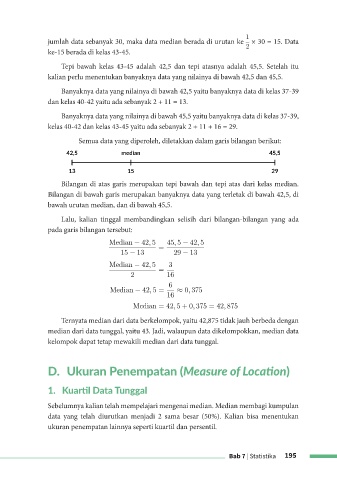 jumlah data sebanyak 30, maka data median berada di urutan ke 1/2 × 30 = 15. Data
ke-15 berada di kelas 43-45.
Tepi bawah kelas 43-45 adalah 42,5 dan tepi atasnya adalah 45,5. Setelah itu
kalian perlu menentukan banyaknya data yang nilainya di bawah 42,5 dan 45,5.
Banyaknya data yang nilainya di bawah 42,5 yaitu banyaknya data di kelas 37-39
dan kelas 40-42 yaitu ada sebanyak 2 + 11 = 13.
Banyaknya data yang nilainya di bawah 45,5 yaitu banyaknya data di kelas 37-39,
kelas 40-42 dan kelas 43-45 yaitu ada sebanyak 2 + 11 + 16 = 29.
Semua data yang diperoleh, diletakkan dalam garis bilangan berikut:
42,5 median 45,5
13 15 29
Bilangan di atas garis merupakan tepi bawah dan tepi atas dari kelas median.
Bilangan di bawah garis merupakan banyaknya data yang terletak di bawah 42,5, di
bawah urutan median, dan di bawah 45,5.
Lalu, kalian tinggal membandingkan selisih dari bilangan-bilangan yang ada
pada garis bilangan tersebut:
Median − 42,5 / 15 − 13 = 45,5 − 42,5 / 29 − 13
Median − 42,5 / 2 = 3 / 16
Median − 42,5 = 6/16 ≈ 0,375
Median = 42,5 + 0,375 = 42,875
Ternyata median dari data berkelompok, yaitu 42,875 tidak jauh berbeda dengan
median dari data tunggal, yaitu 43. Jadi, walaupun data dikelompokkan, median data
kelompok dapat tetap mewakili median dari data tunggal.
D. Ukuran Penempatan (Measure of Location)
1. Kuartil Data Tunggal
Sebelumnya kalian telah mempelajari mengenai median. Median membagi kumpulan
data yang telah diurutkan menjadi 2 sama besar (50%). Kalian bisa menentukan
ukuran penempatan lainnya seperti kuartil dan persentil.
Bab 7 | Statistika 195